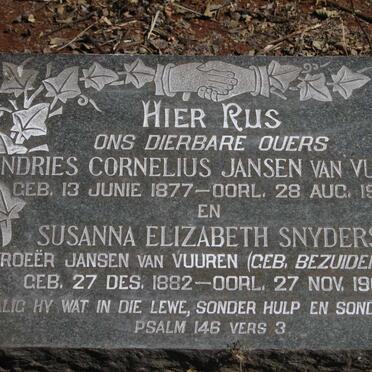 HIER RUS
ONS DIERBARE OUERS
NDRIES CORNELIUS JANSEN VAN VU
GEB. 13 JUNIE 1877—OORL. 28 AUG. 19
EN
SUSANNA ELIZABETH SNYDERS
ROEËR JANSEN VAN VUUREN (GEB. BEZUIDEN
GEB. 27 DES. 1882—OORL. 27 NOV. 19
LIG HY WAT IN DIE LEWE, SONDER HULP EN SOND
PSALM 146 VERS 3